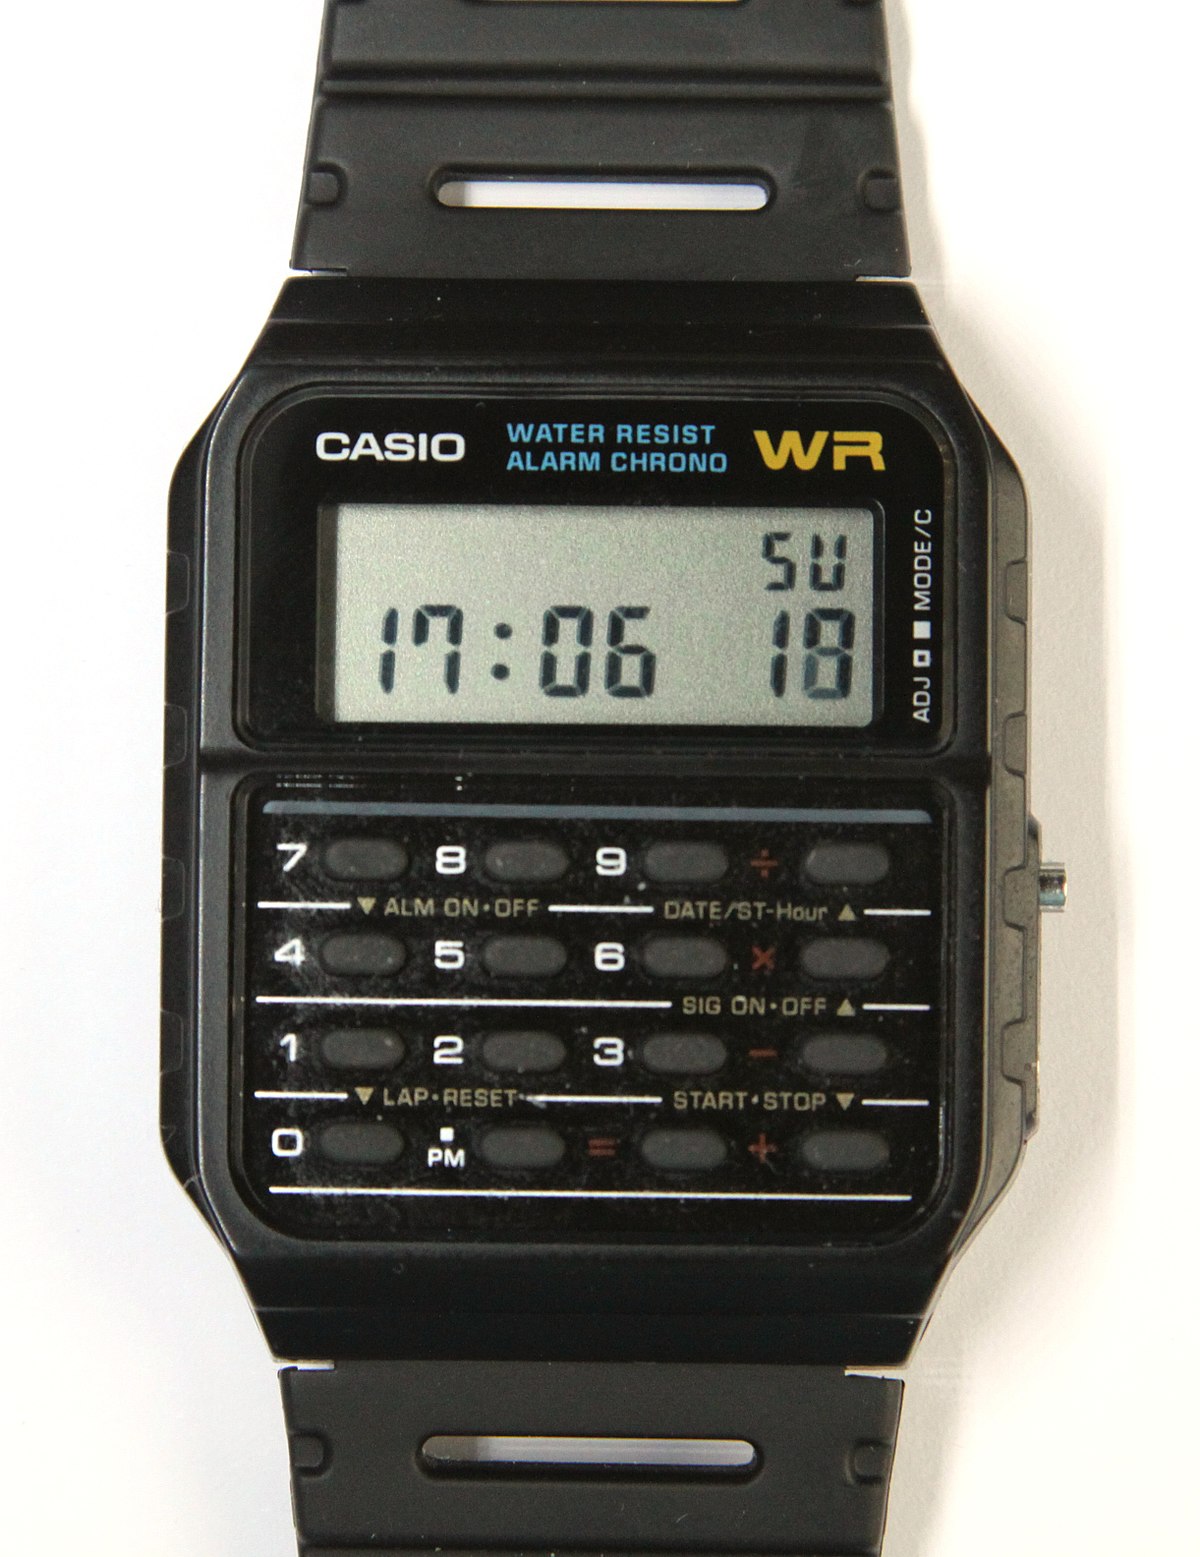 CASIO WATER RESIST WR
ALARM CHRONO
SU
17:06 18
ADJ MODE/C
7 8 9 ÷
▼ ALM ON•OFF DATE/ST-Hour ▲
4 5 6 ×
SIG ON•OFF ▲
1 2 3 −
▼ LAP•RESET START•STOP ▼
0 . = +
PM